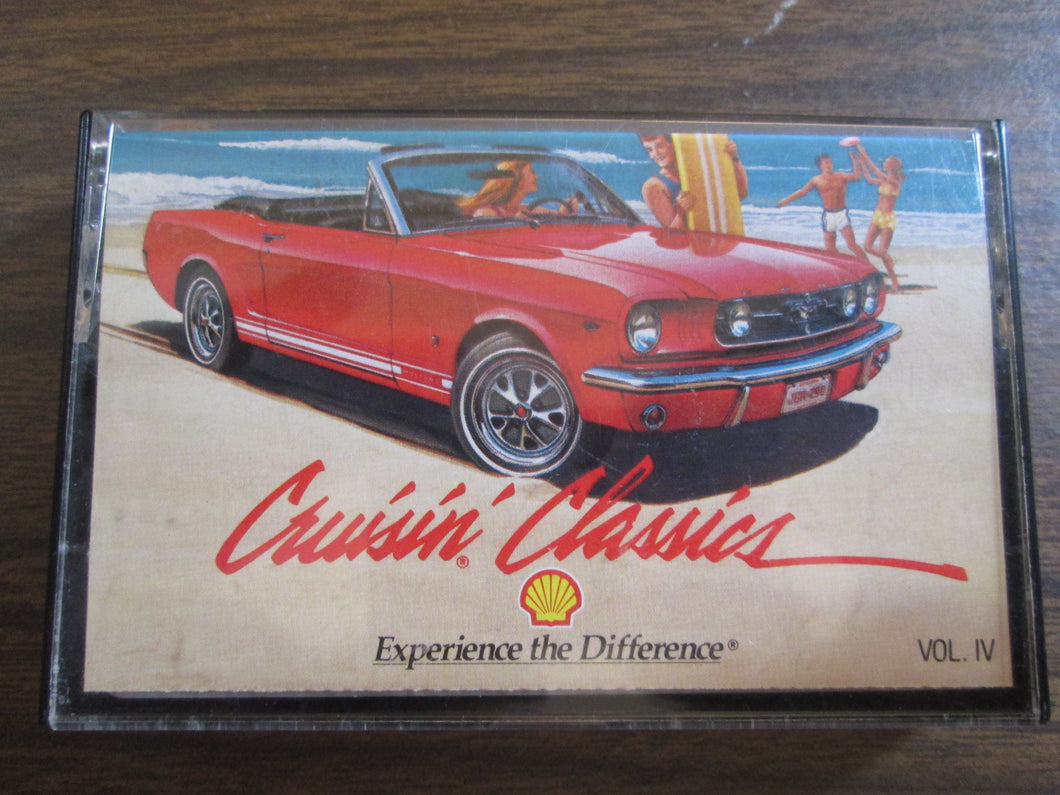 Cruisin'® Classics
Experience the Difference®
VOL. IV